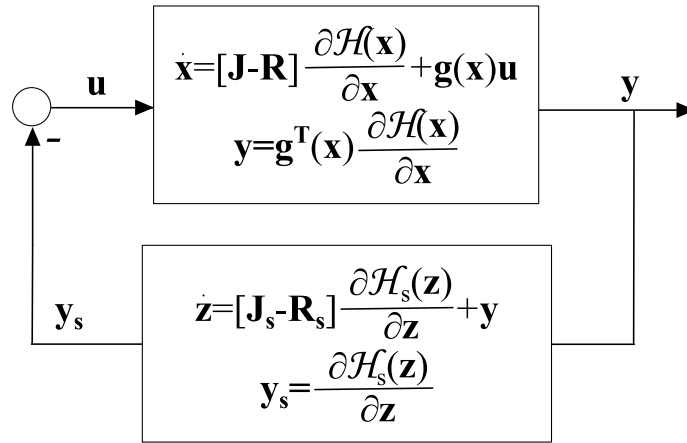 ẋ=[J-R] ∂ℋ(x)/∂x +g(x)u
u
y
y=gᵀ(x) ∂ℋ(x)/∂x
-
ż=[Jₛ-Rₛ] ∂ℋₛ(z)/∂z +y
yₛ
yₛ= ∂ℋₛ(z)/∂z